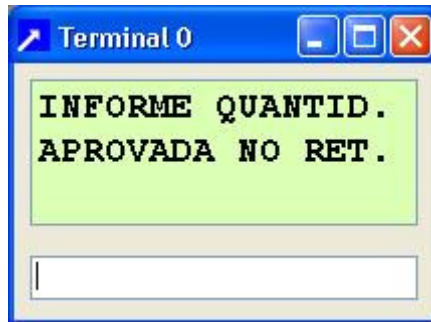 Terminal 0
INFORME QUANTID.
APROVADA NO RET.